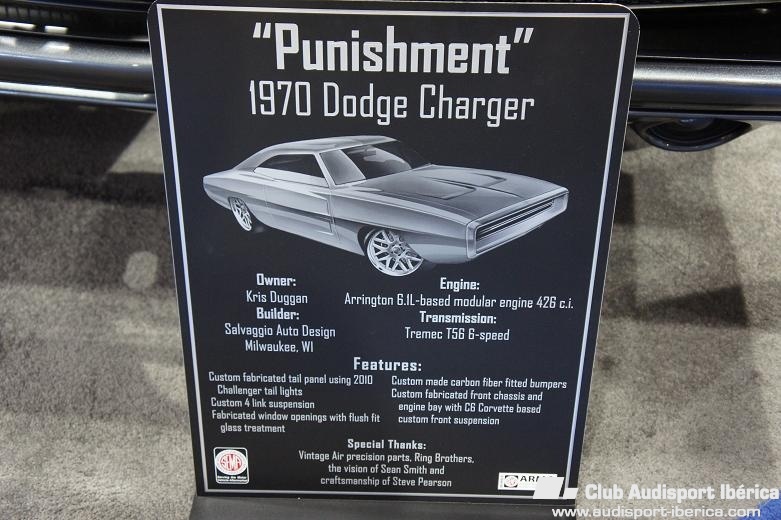 “Punishment”
1970 Dodge Charger
Owner:
Kris Duggan
Builder:
Salvaggio Auto Design
Milwaukee, WI
Engine:
Arrington 6.1L-based modular engine 426 c.i.
Transmission:
Tremec T56 6-speed
Features:
Custom fabricated tail panel using 2010
Challenger tail lights
Custom 4 link suspension
Fabricated window openings with flush fit
glass treatment
Custom made carbon fiber fitted bumpers
Custom fabricated front chassis and
engine bay with C6 Corvette based
custom front suspension
Special Thanks:
Vintage Air precision parts, Ring Brothers,
the vision of Sean Smith and
craftsmanship of Steve Pearson
SEMA
Club Audisport Ibérica
www.audisport-iberica.com